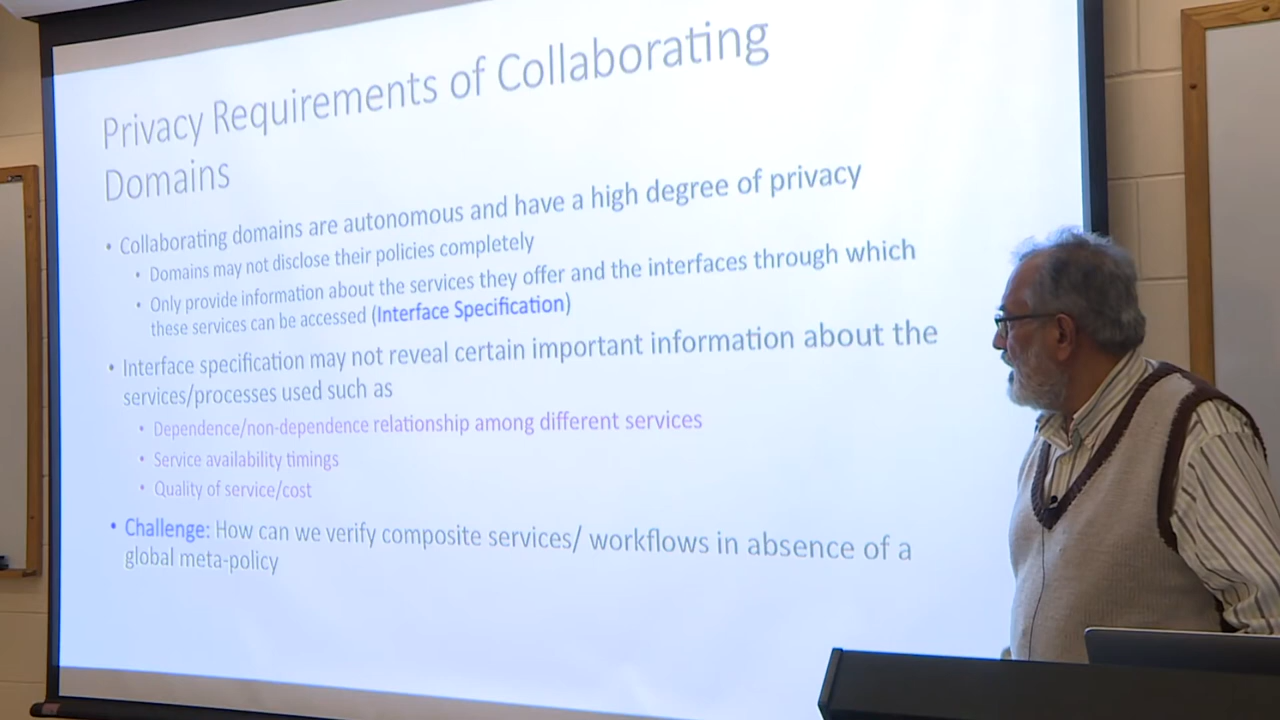 Privacy Requirements of Collaborating
Domains
• Collaborating domains are autonomous and have a high degree of privacy
• Domains may not disclose their policies completely
• Only provide information about the services they offer and the interfaces through which
these services can be accessed (Interface Specification)
• Interface specification may not reveal certain important information about the
services/processes used such as
• Dependence/non-dependence relationship among different services
• Service availability timings
• Quality of service/cost
• Challenge: How can we verify composite services/ workflows in absence of a
global meta-policy